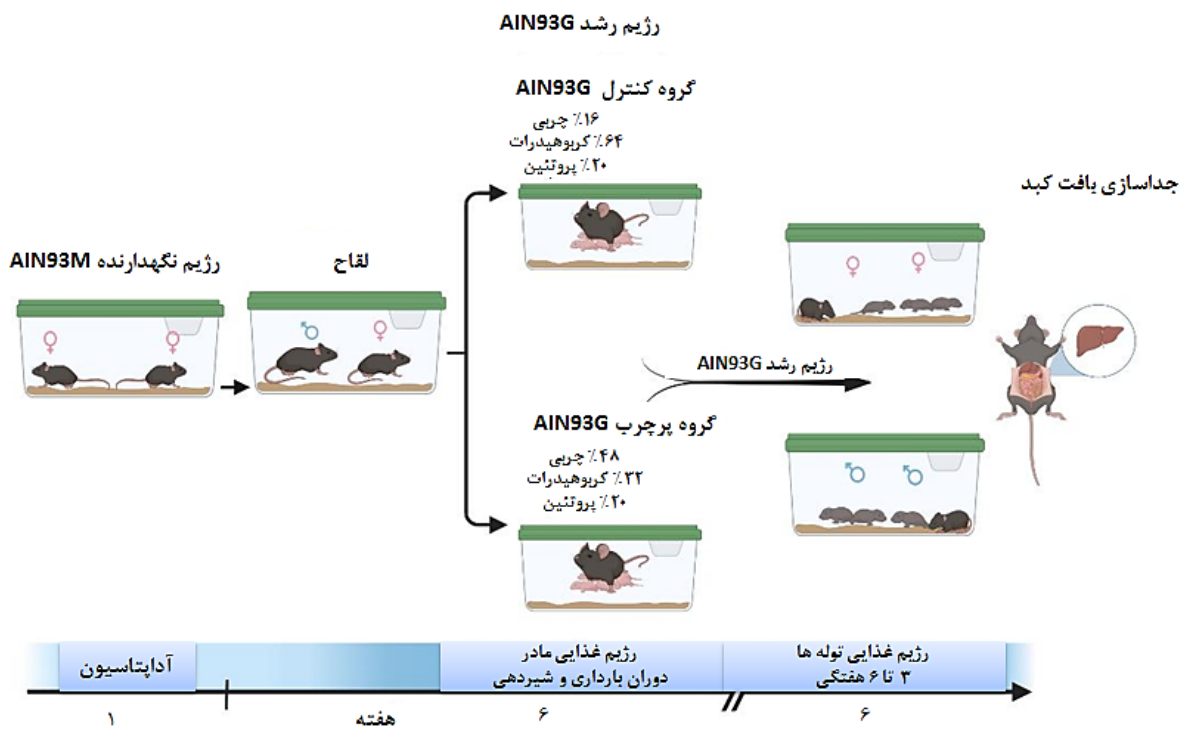 رژیم رشد AIN93G
گروه کنترل AIN93G
۱۶٪ چربی
۶۴٪ کربوهیدرات
۲۰٪ پروتئین
جداسازی بافت کبد
رژیم نگهدارنده AIN93M
لقاح
رژیم رشد AIN93G
گروه پرچرب AIN93G
۴۸٪ چربی
۳۲٪ کربوهیدرات
۲۰٪ پروتئین
آداپتاسیون
رژیم غذایی مادر
دوران بارداری و شیردهی
رژیم غذایی توله ها
۳ تا ۶ هفتگی
۱
هفته
۶
۶